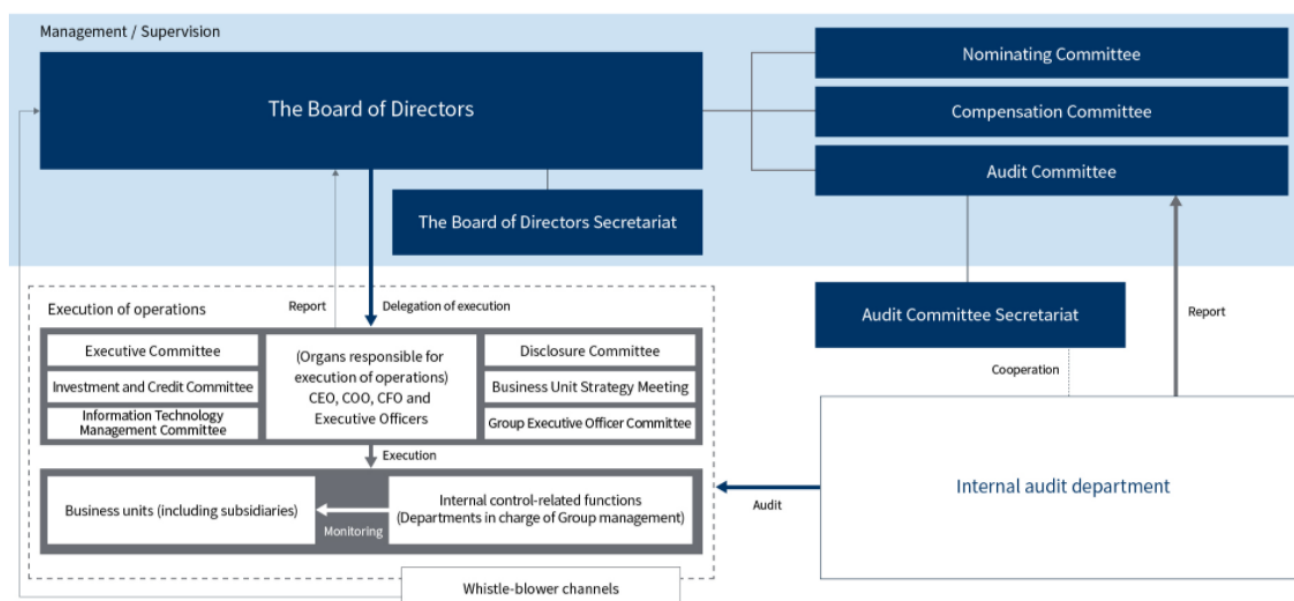 Management / Supervision
The Board of Directors
Nominating Committee
Compensation Committee
Audit Committee
The Board of Directors Secretariat
Audit Committee Secretariat
Report
Cooperation
Execution of operations
Report
Delegation of execution
Executive Committee
Investment and Credit Committee
Information Technology
Management Committee
(Organs responsible for
execution of operations)
CEO, COO, CFO and
Executive Officers
Disclosure Committee
Business Unit Strategy Meeting
Group Executive Officer Committee
Execution
Business units (including subsidiaries)
Monitoring
Internal control-related functions
(Departments in charge of Group management)
Audit
Internal audit department
Whistle-blower channels